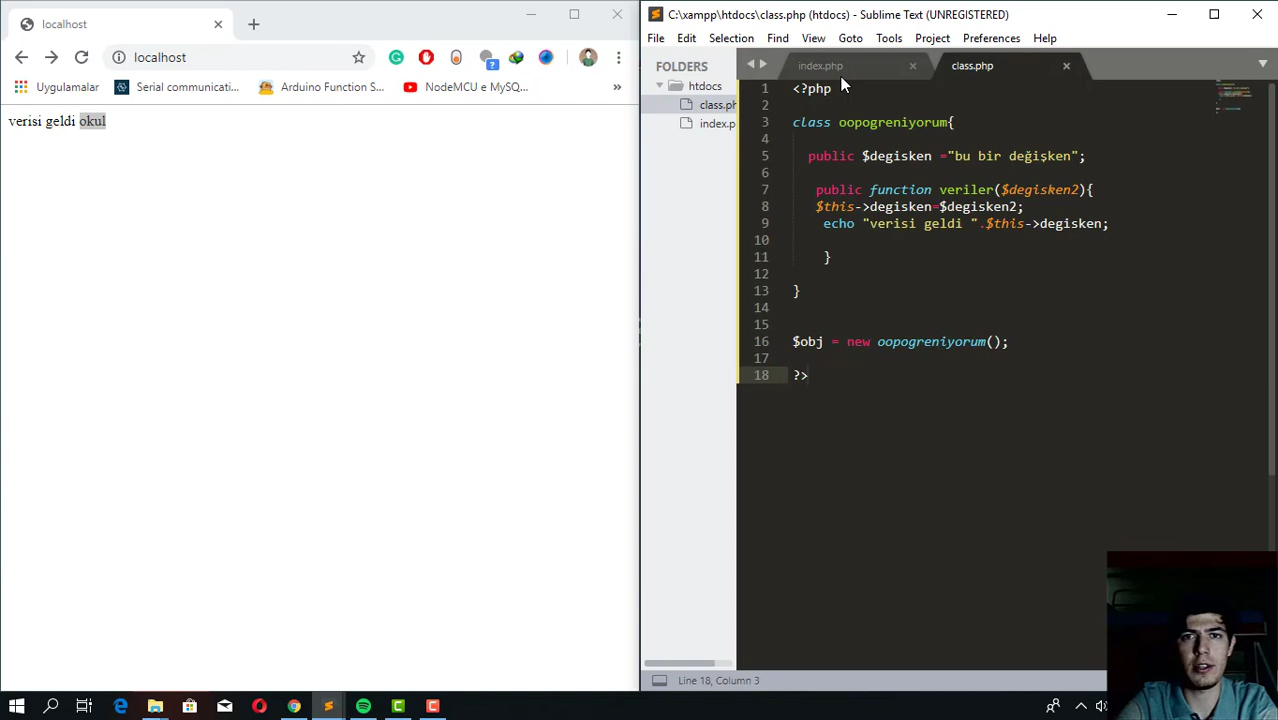 localhost
localhost
Uygulamalar
Serial communicati...
Arduino Function S...
NodeMCU e MySQ...
»
verisi geldi okul
C:\xampp\htdocs\class.php (htdocs) - Sublime Text (UNREGISTERED)
File Edit Selection Find View Goto Tools Project Preferences Help
FOLDERS
htdocs
class.ph
index.p
index.php
class.php
1 <?php
2
3 class oopogreniyorum{
4
5 public $degisken ="bu bir değişken";
6
7 public function veriler($degisken2){
8 $this->degisken=$degisken2;
9 echo "verisi geldi ".$this->degisken;
10
11 }
12
13 }
14
15
16 $obj = new oopogreniyorum();
17
18 ?>
Line 18, Column 3